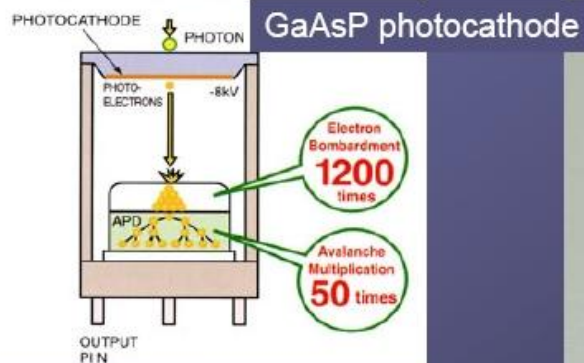 GaAsP photocathode
PHOTOCATHODE
PHOTON
PHOTO-
ELECTRONS
-8kV
Electron
Bombardment
1200
times
APD
Avalanche
Multiplication
50 times
OUTPUT
PIN